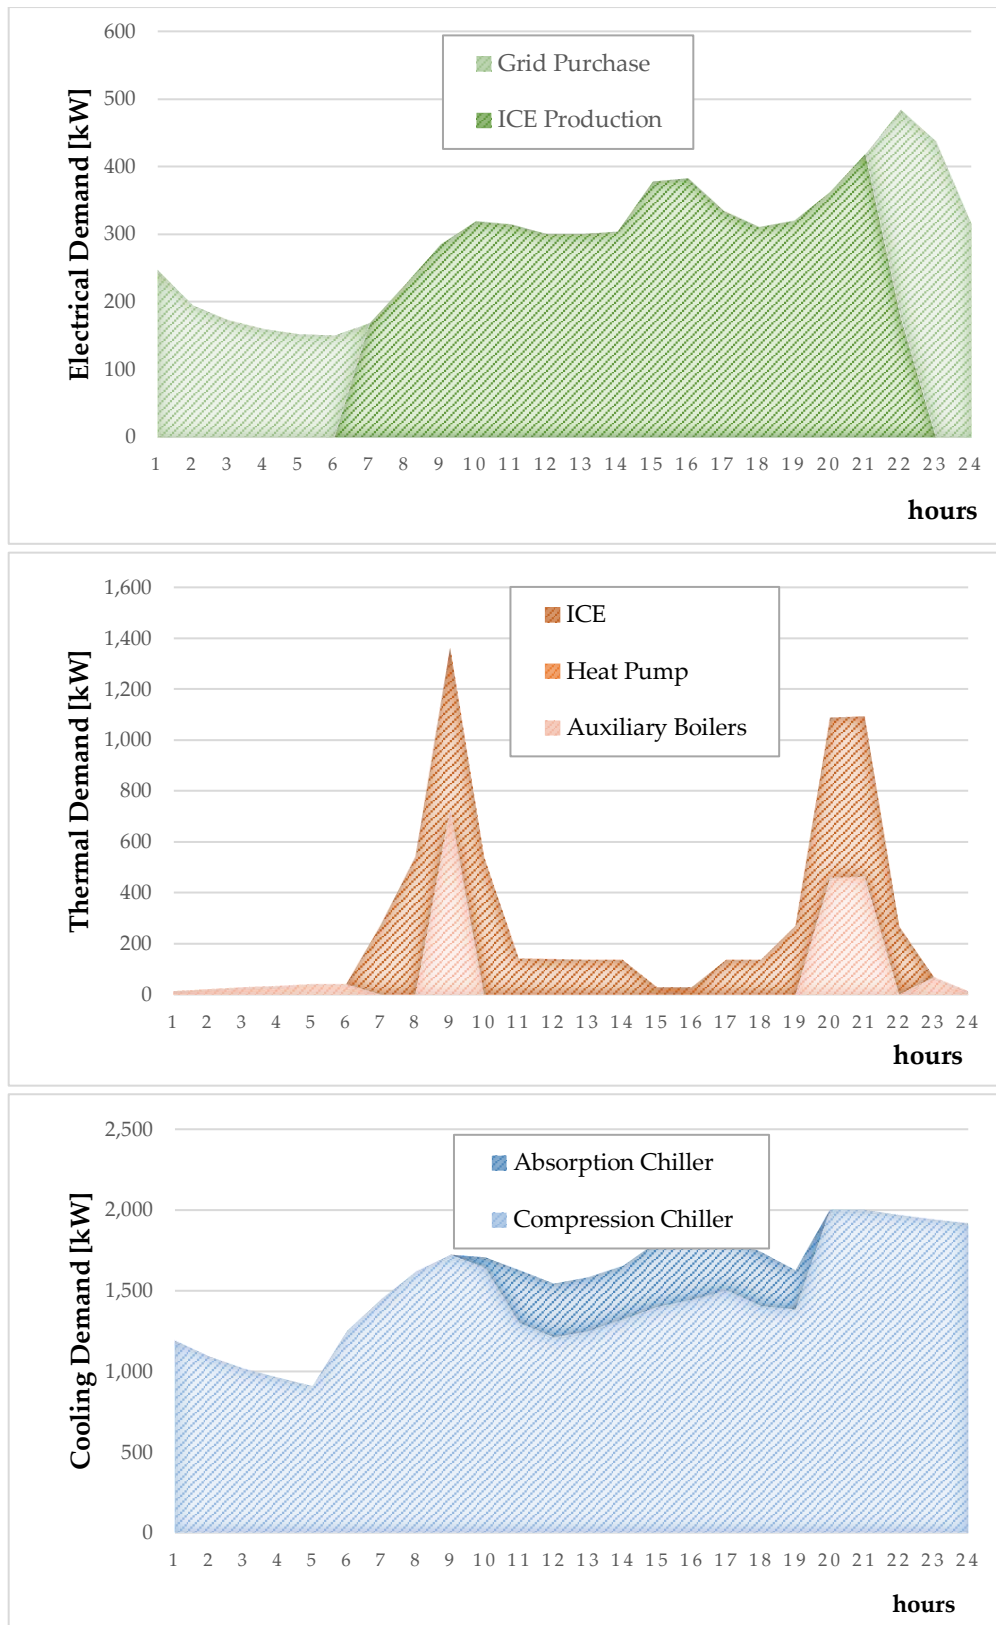 600
Grid Purchase
500
ICE Production
400
300
200
100
0
Electrical Demand [kW]
1 2 3 4 5 6 7 8 9 10 11 12 13 14 15 16 17 18 19 20 21 22 23 24
hours
1,600
ICE
1,400
1,200
Heat Pump
1,000
Auxiliary Boilers
800
600
400
200
0
Thermal Demand [kW]
1 2 3 4 5 6 7 8 9 10 11 12 13 14 15 16 17 18 19 20 21 22 23 24
hours
2,500
Absorption Chiller
2,000
Compression Chiller
1,500
1,000
500
0
Cooling Demand [kW]
1 2 3 4 5 6 7 8 9 10 11 12 13 14 15 16 17 18 19 20 21 22 23 24
hours